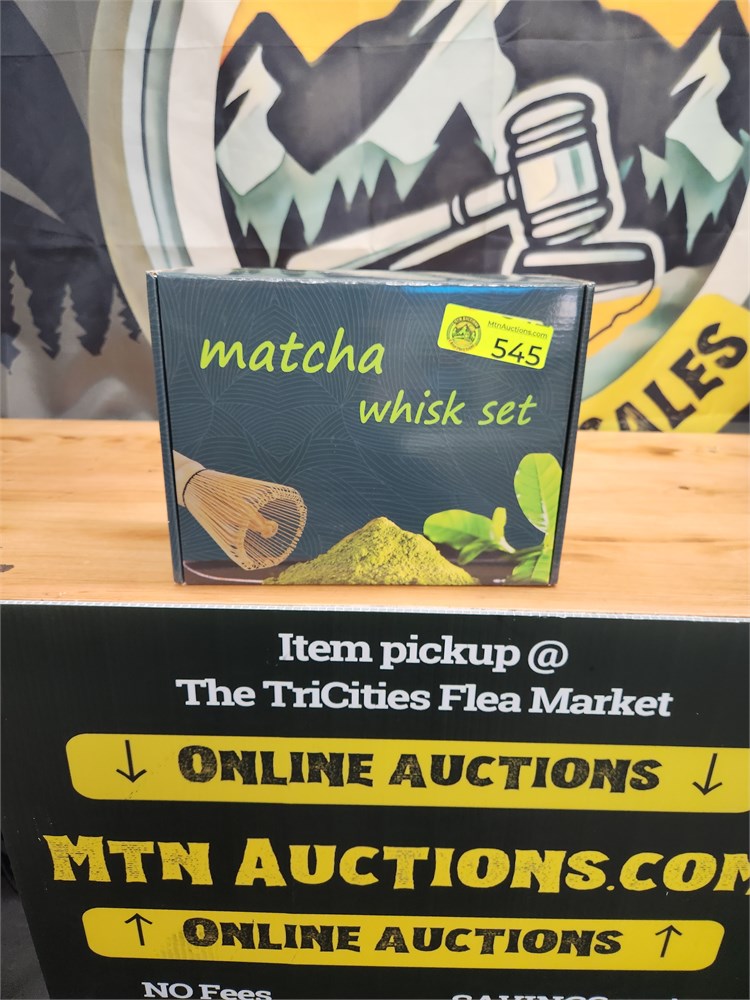 matcha
whisk set
MtnAuctions.com
545
SALES
Item pickup @
The TriCities Flea Market
↓ ONLINE AUCTIONS ↓
MTN AUCTIONS.COM
↑ ONLINE AUCTIONS ↑
NO Fees
SAVINGS